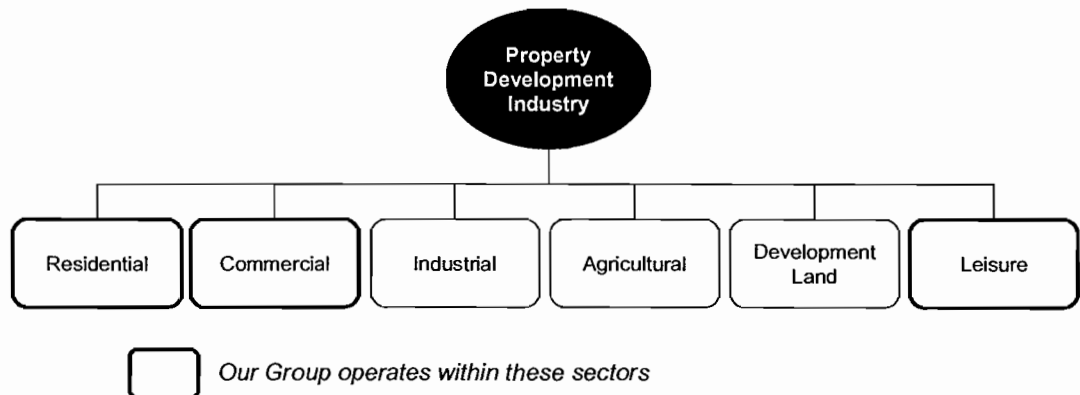 Property
Development
Industry
Residential
Commercial
Industrial
Agricultural
Development
Land
Leisure
Our Group operates within these sectors